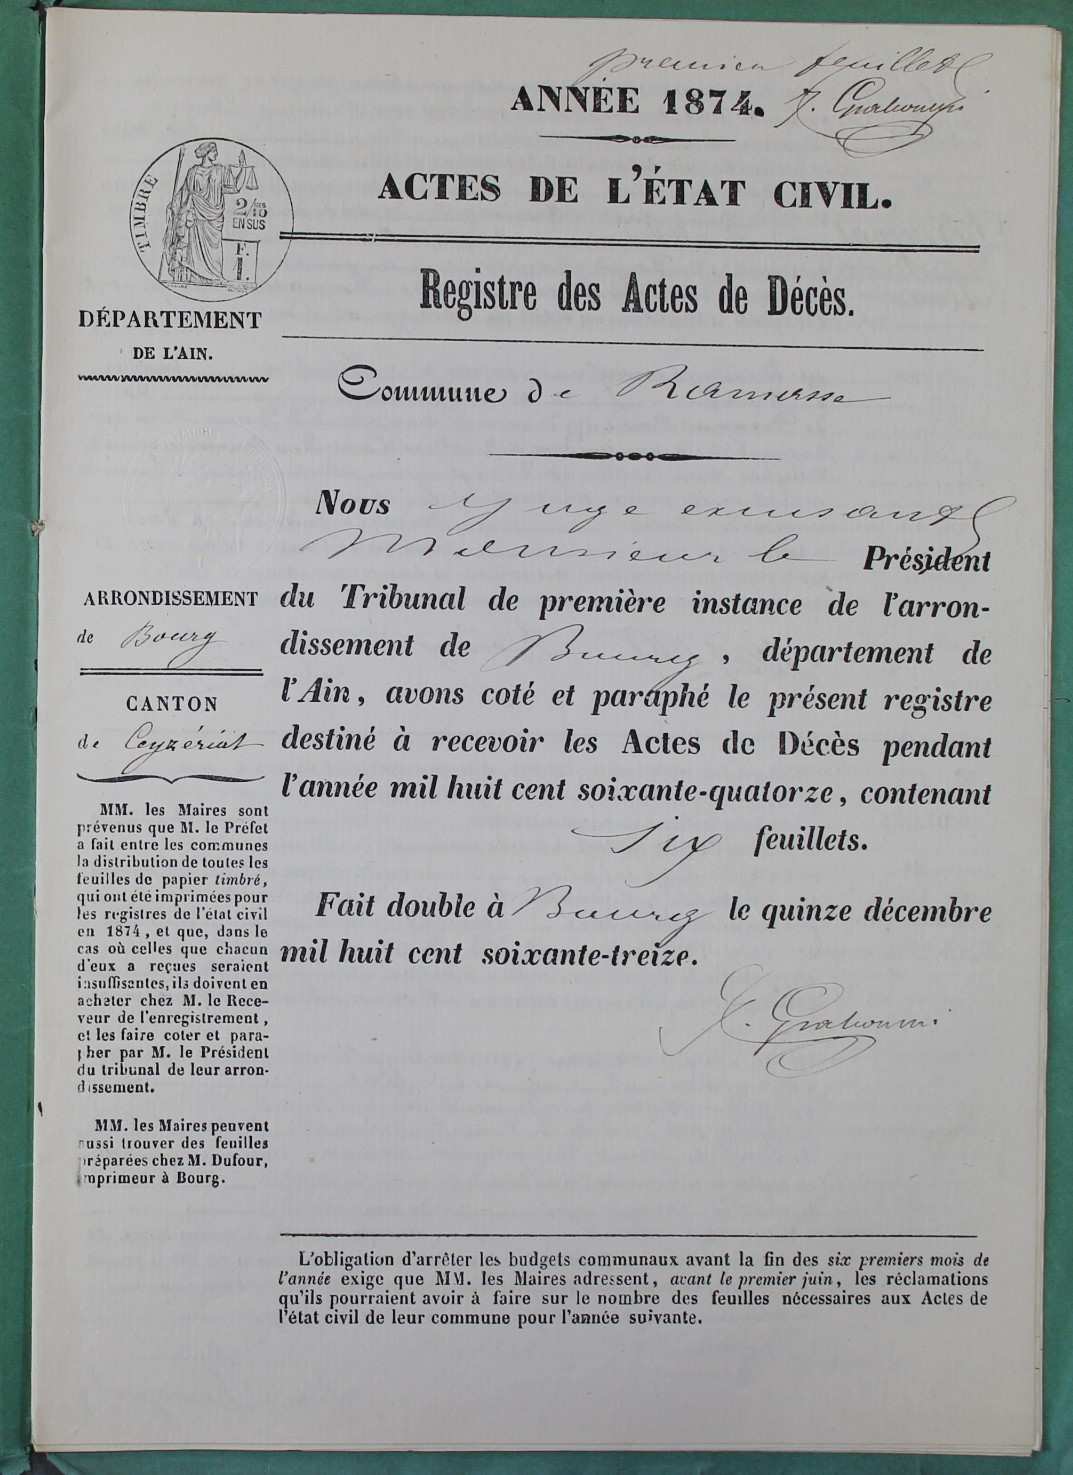 premier feuillet
ANNÉE 1874.
TIMBRE
2/10
EN SUS
F.
1.
ACTES DE L'ÉTAT CIVIL.
Registre des Actes de Décès.
DÉPARTEMENT
DE L'AIN.
Commune de Ramasse
Nous Juge excusant
Monsieur le Président
du Tribunal de première instance de l'arron-
dissement de Bourg, département de
l'Ain, avons coté et paraphé le présent registre
destiné à recevoir les Actes de Décès pendant
l'année mil huit cent soixante-quatorze, contenant
six feuillets.
Fait double à Bourg le quinze décembre
mil huit cent soixante-treize.
ARRONDISSEMENT
de Bourg
CANTON
de Ceyzériat
MM. les Maires sont
prévenus que M. le Préfet
a fait entre les communes
la distribution de toutes les
feuilles de papier timbré,
qui ont été imprimées pour
les registres de l'état civil
en 1874, et que, dans le
cas où celles que chacun
d'eux a reçues seraient
insuffisantes, ils doivent en
acheter chez M. le Rece-
veur de l'enregistrement,
et les faire coter et para-
pher par M. le Président
du tribunal de leur arron-
dissement.
MM. les Maires peuvent
aussi trouver des feuilles
préparées chez M. Dufour,
imprimeur à Bourg.
L'obligation d'arrêter les budgets communaux avant la fin des six premiers mois de
l'année exige que MM. les Maires adressent, avant le premier juin, les réclamations
qu'ils pourraient avoir à faire sur le nombre des feuilles nécessaires aux Actes de
l'état civil de leur commune pour l'année suivante.